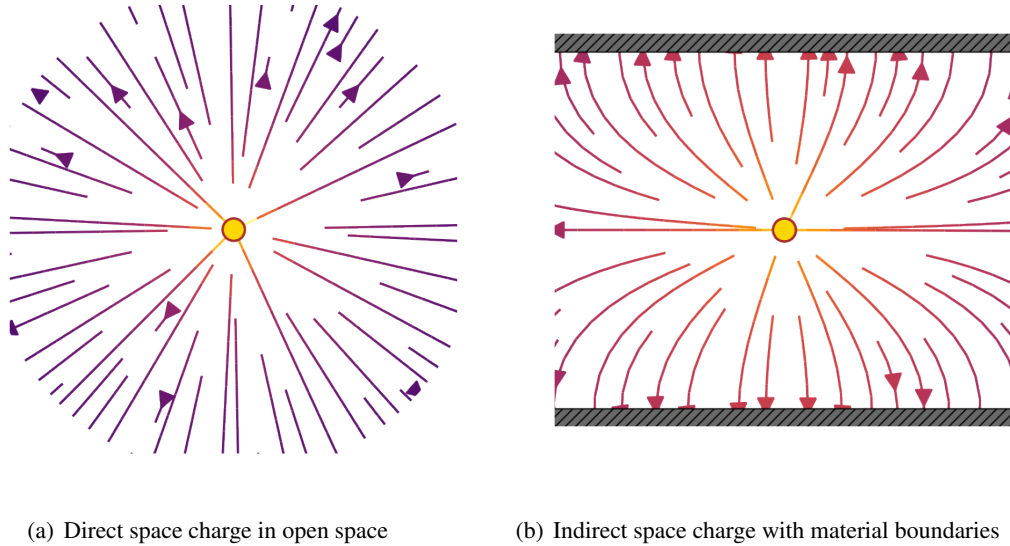 (a) Direct space charge in open space
(b) Indirect space charge with material boundaries